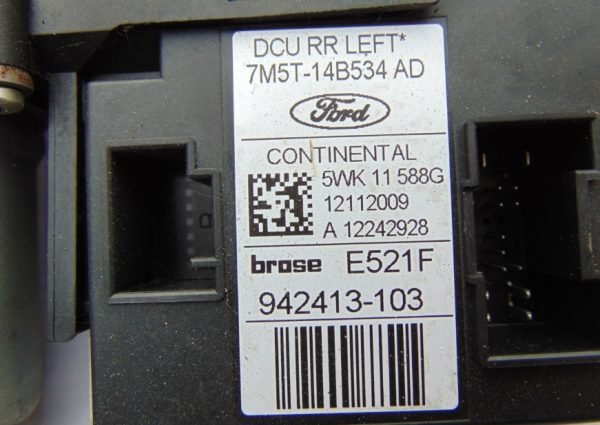 DCU RR LEFT*
7M5T-14B534 AD
Ford
CONTINENTAL
5WK 11 588G
12112009
A 12242928
brose E521F
942413-103